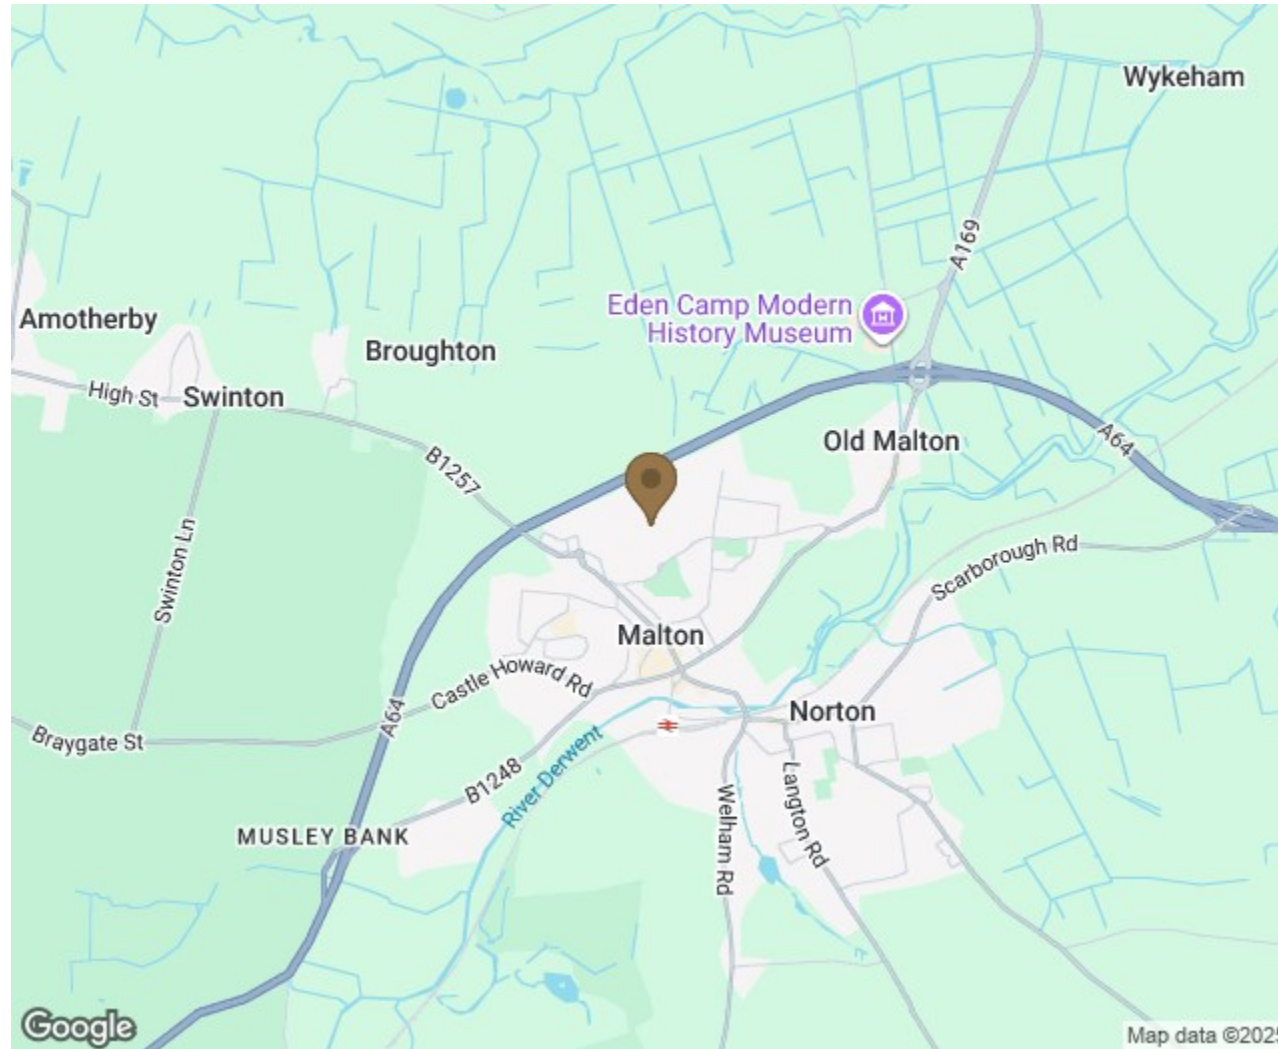 Wykeham
A169
Eden Camp Modern
History Museum
Amotherby
Broughton
High St
Swinton
B1257
Old Malton
A64
Swinton Ln
Scarborough Rd
Malton
Castle Howard Rd
A64
Norton
Braygate St
River Derwent
B1248
Langton Rd
Welham Rd
MUSLEY BANK
Google
Map data ©2025